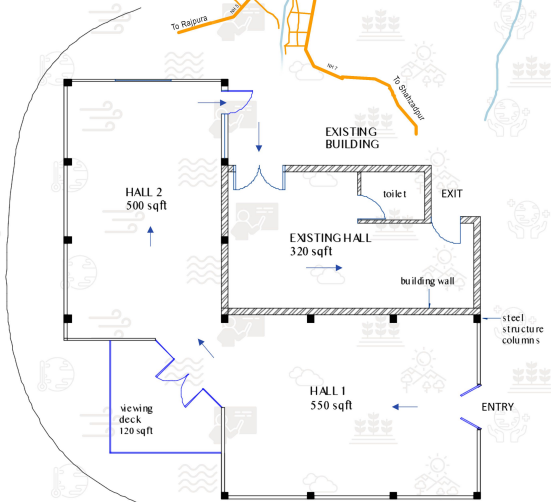 NH 5
To Rajpura
NH 7
To Shahzadpur
EXISTING
BUILDING
HALL 2
500 sqft
toilet
EXIT
EXISTING HALL
320 sqft
building wall
steel
structure
columns
HALL 1
550 sqft
ENTRY
viewing
deck
120 sqft